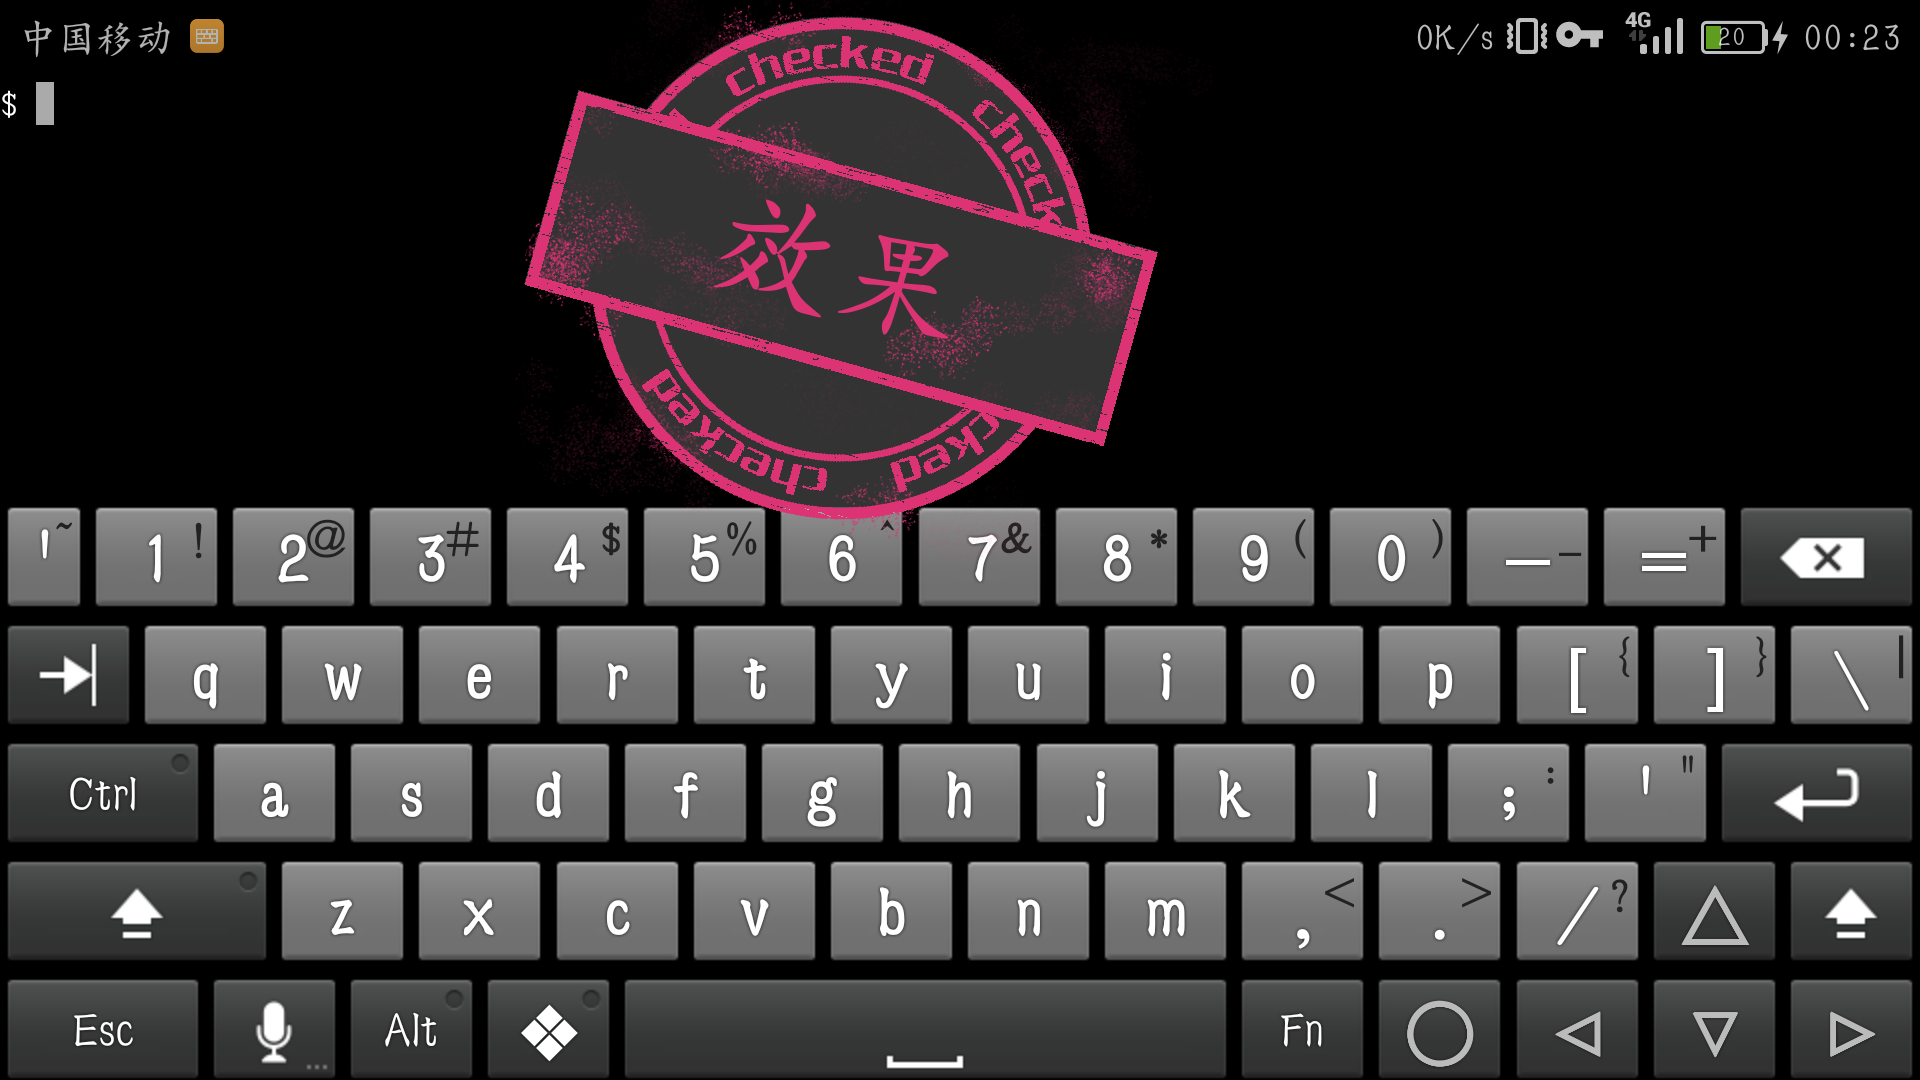 中国移动
0K/s 4G 20 00:23
$
checked check
效果
checked cked
' ~ 1 ! 2 @ 3 # 4 $ 5 % 6 ^ 7 & 8 * 9 ( 0 ) — – = +
q w e r t y u i o p [ { ] } \ |
Ctrl a s d f g h j k l ; : ' "
z x c v b n m , < . > / ?
Esc ... Alt Fn